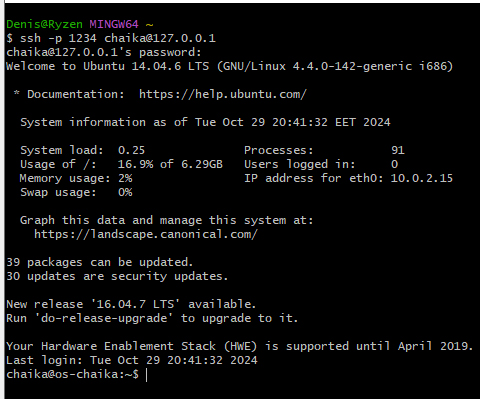 Denis@Ryzen MINGW64 ~
$ ssh -p 1234 chaika@127.0.0.1
chaika@127.0.0.1's password:
Welcome to Ubuntu 14.04.6 LTS (GNU/Linux 4.4.0-142-generic i686)

 * Documentation:  https://help.ubuntu.com/

  System information as of Tue Oct 29 20:41:32 EET 2024

  System load:  0.25              Processes:           91
  Usage of /:   16.9% of 6.29GB   Users logged in:     0
  Memory usage: 2%                IP address for eth0: 10.0.2.15
  Swap usage:   0%

  Graph this data and manage this system at:
    https://landscape.canonical.com/

39 packages can be updated.
30 updates are security updates.

New release '16.04.7 LTS' available.
Run 'do-release-upgrade' to upgrade to it.

Your Hardware Enablement Stack (HWE) is supported until April 2019.
Last login: Tue Oct 29 20:41:32 2024
chaika@os-chaika:~$